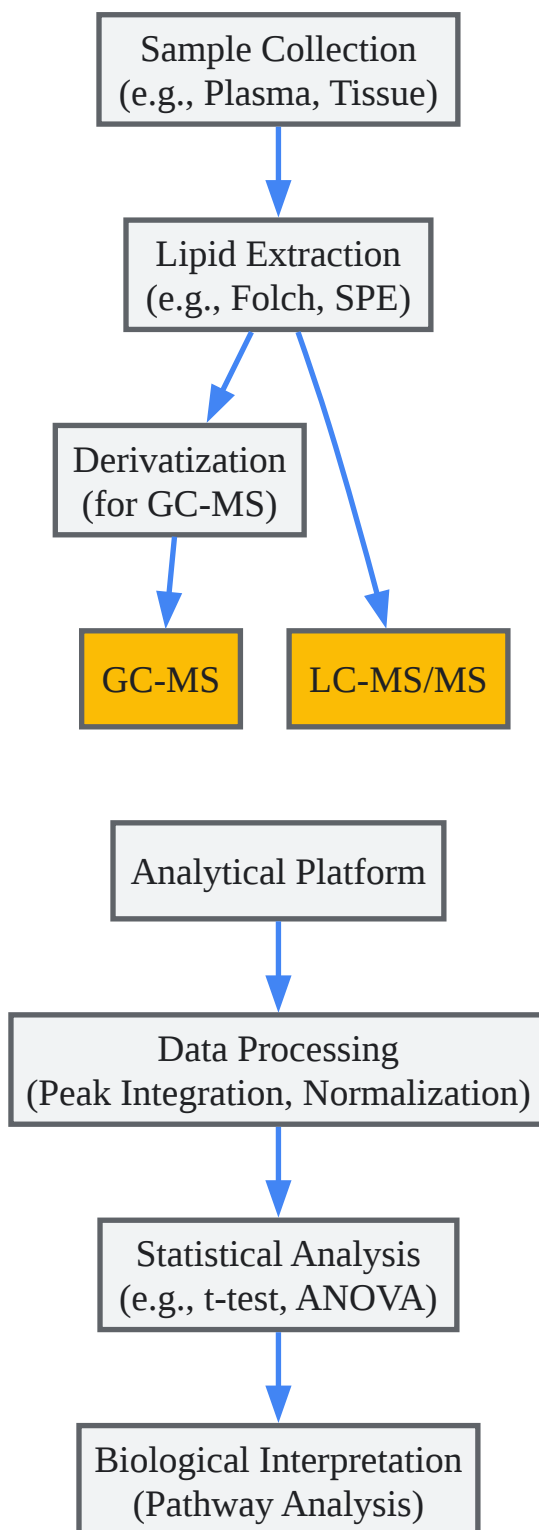 Sample Collection
(e.g., Plasma, Tissue)
Lipid Extraction
(e.g., Folch, SPE)
Derivatization
(for GC-MS)
GC-MS
LC-MS/MS
Analytical Platform
Data Processing
(Peak Integration, Normalization)
Statistical Analysis
(e.g., t-test, ANOVA)
Biological Interpretation
(Pathway Analysis)